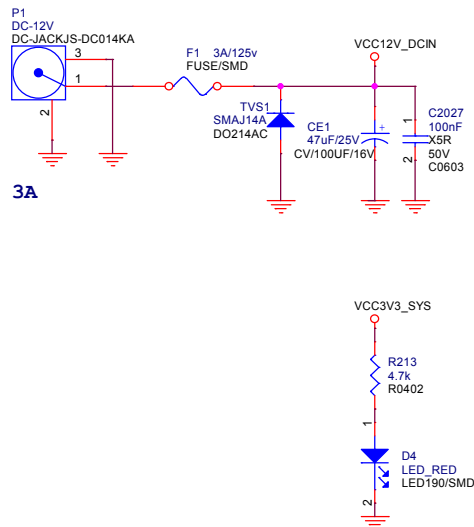 P1
DC-12V
DC-JACKJS-DC014KA
3
1
2
F1 3A/125v
FUSE/SMD
VCC12V_DCIN
TVS1
SMAJ14A
DO214AC
CE1
47uF/25V
CV/100UF/16V
+
1
2
C2027
100nF
X5R
50V
C0603
3A
VCC3V3_SYS
R213
4.7k
R0402
1
D4
LED_RED
LED190/SMD
2